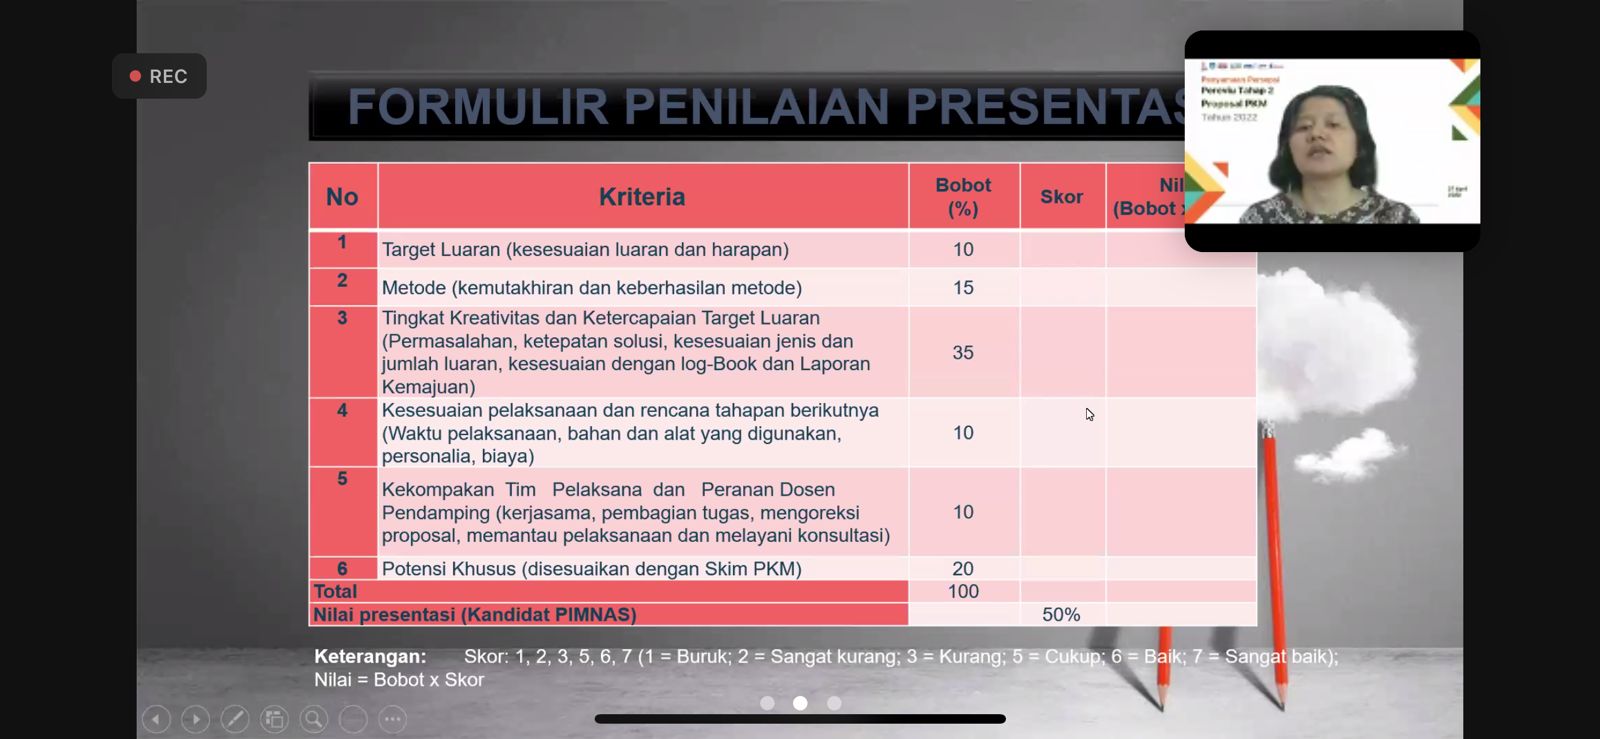 REC
FORMULIR PENILAIAN PRESENTAS
Penyamaan Persepsi
Pereviu Tahap 2
Proposal PKM
Tahun 2022
No Kriteria Bobot (%) Skor Nil (Bobot x
1 Target Luaran (kesesuaian luaran dan harapan) 10
2 Metode (kemutakhiran dan keberhasilan metode) 15
3 Tingkat Kreativitas dan Ketercapaian Target Luaran
(Permasalahan, ketepatan solusi, kesesuaian jenis dan
jumlah luaran, kesesuaian dengan log-Book dan Laporan
Kemajuan)
35
4 Kesesuaian pelaksanaan dan rencana tahapan berikutnya
(Waktu pelaksanaan, bahan dan alat yang digunakan,
personalia, biaya)
10
5 Kekompakan Tim Pelaksana dan Peranan Dosen
Pendamping (kerjasama, pembagian tugas, mengoreksi
proposal, memantau pelaksanaan dan melayani konsultasi)
10
6 Potensi Khusus (disesuaikan dengan Skim PKM) 20
Total 100
Nilai presentasi (Kandidat PIMNAS) 50%
Keterangan: Skor: 1, 2, 3, 5, 6, 7 (1 = Buruk; 2 = Sangat kurang; 3 = Kurang; 5 = Cukup; 6 = Baik; 7 = Sangat baik);
Nilai = Bobot x Skor